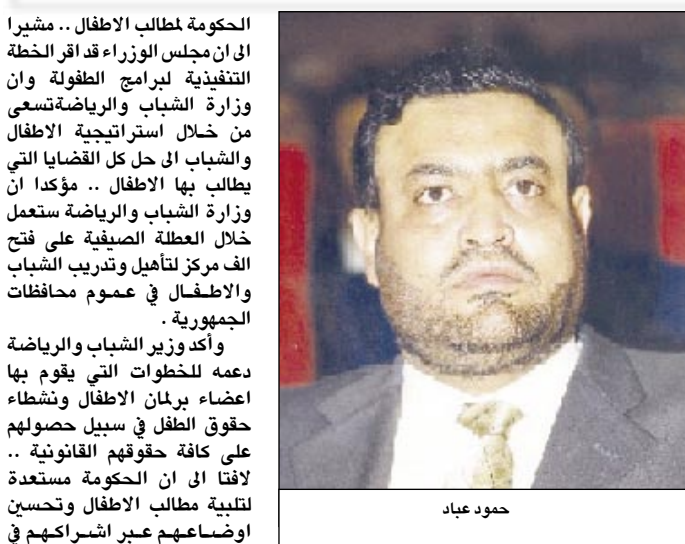 الحكومة لمطالب الاطفال .. مشيرا
الى ان مجلس الوزراء قد اقر الخطة
التنفيذية لبرامج الطفولة وان
وزارة الشباب والرياضةتسعى
من خلال استراتيجية الاطفال
والشباب الى حل كل القضايا التي
يطالب بها الاطفال .. مؤكدا ان
وزارة الشباب والرياضة ستعمل
خلال العطلة الصيفية على فتح
الف مركز لتأهيل وتدريب الشباب
والاطفال في عموم محافظات
الجمهورية .
وأكد وزير الشباب والرياضة
دعمه للخطوات التي يقوم بها
اعضاء برلمان الاطفال ونشطاء
حقوق الطفل في سبيل حصولهم
على كافة حقوقهم القانونية ..
لافتا الى ان الحكومة مستعدة
لتلبية مطالب الاطفال وتحسين
اوضاعهم عبر اشراكهم في
حمود عباد